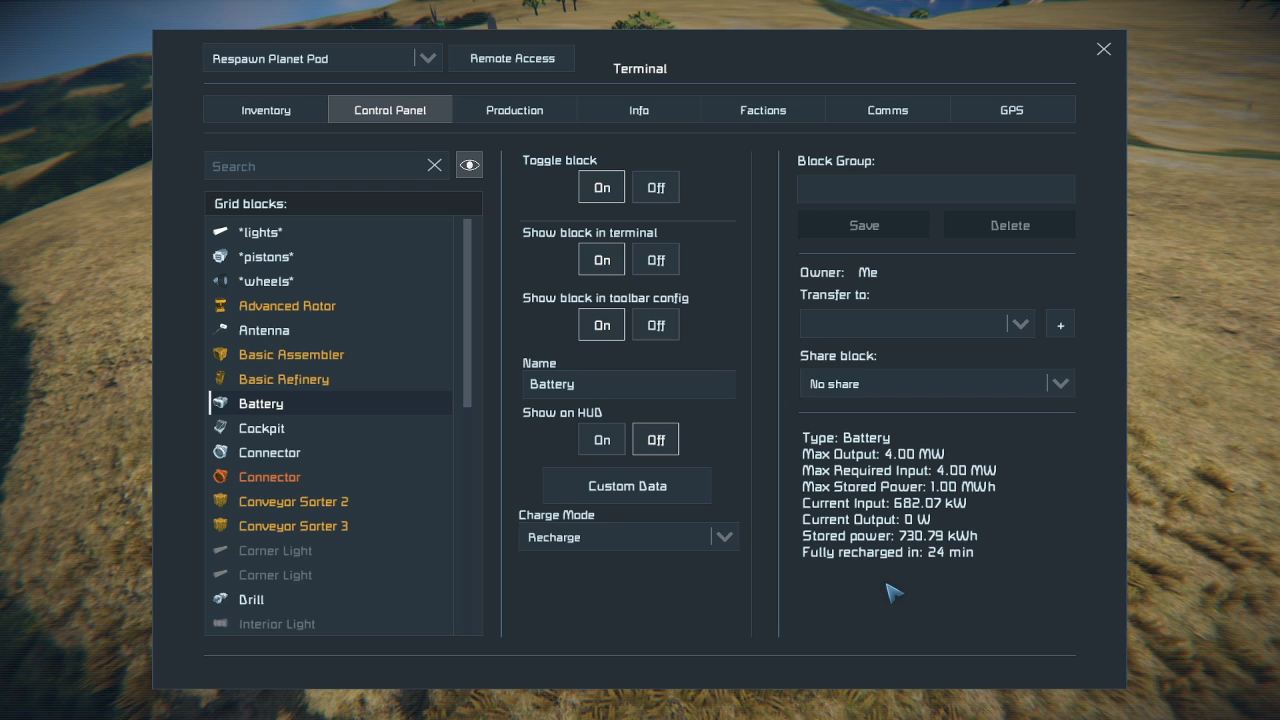 Respawn Planet Pod
Remote Access
Terminal
Inventory
Control Panel
Production
Info
Factions
Comms
GPS
Search
Grid blocks:
*lights*
*pistons*
*wheels*
Advanced Rotor
Antenna
Basic Assembler
Basic Refinery
Battery
Cockpit
Connector
Connector
Conveyor Sorter 2
Conveyor Sorter 3
Corner Light
Corner Light
Drill
Interior Light
Toggle block
On Off
Show block in terminal
On Off
Show block in toolbar config
On Off
Name
Battery
Show on HUD
On Off
Custom Data
Charge Mode
Recharge
Block Group:
Save Delete
Owner: Me
Transfer to:
+
Share block:
No share
Type: Battery
Max Output: 4.00 MW
Max Required Input: 4.00 MW
Max Stored Power: 1.00 MWh
Current Input: 682.07 kW
Current Output: 0 W
Stored power: 730.79 kWh
Fully recharged in: 24 min